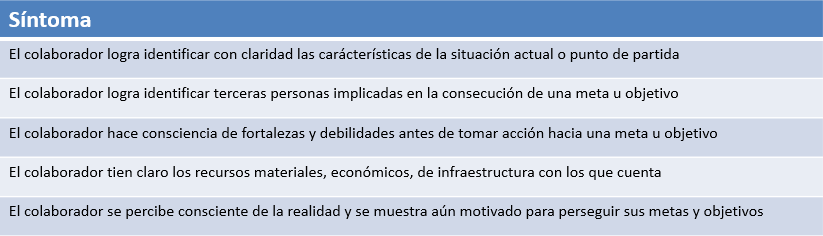 Síntoma
El colaborador logra identificar con claridad las carácterísticas de la situación actual o punto de partida
El colaborador logra identificar terceras personas implicadas en la consecución de una meta u objetivo
El colaborador hace consciencia de fortalezas y debilidades antes de tomar acción hacia una meta u objetivo
El colaborador tien claro los recursos materiales, económicos, de infraestructura con los que cuenta
El colaborador se percibe consciente de la realidad y se muestra aún motivado para perseguir sus metas y objetivos